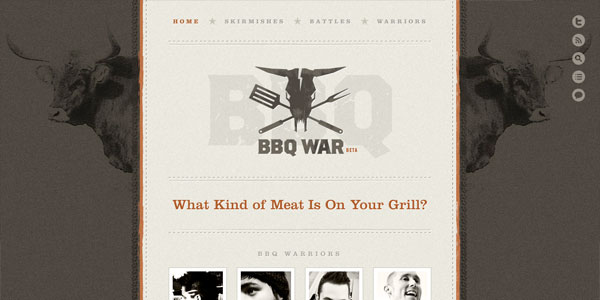 HOME ★ SKIRMISHES ★ BATTLES ★ WARRIORS
BBQ
BBQ WAR BETA
What Kind of Meat Is On Your Grill?
BBQ WARRIORS